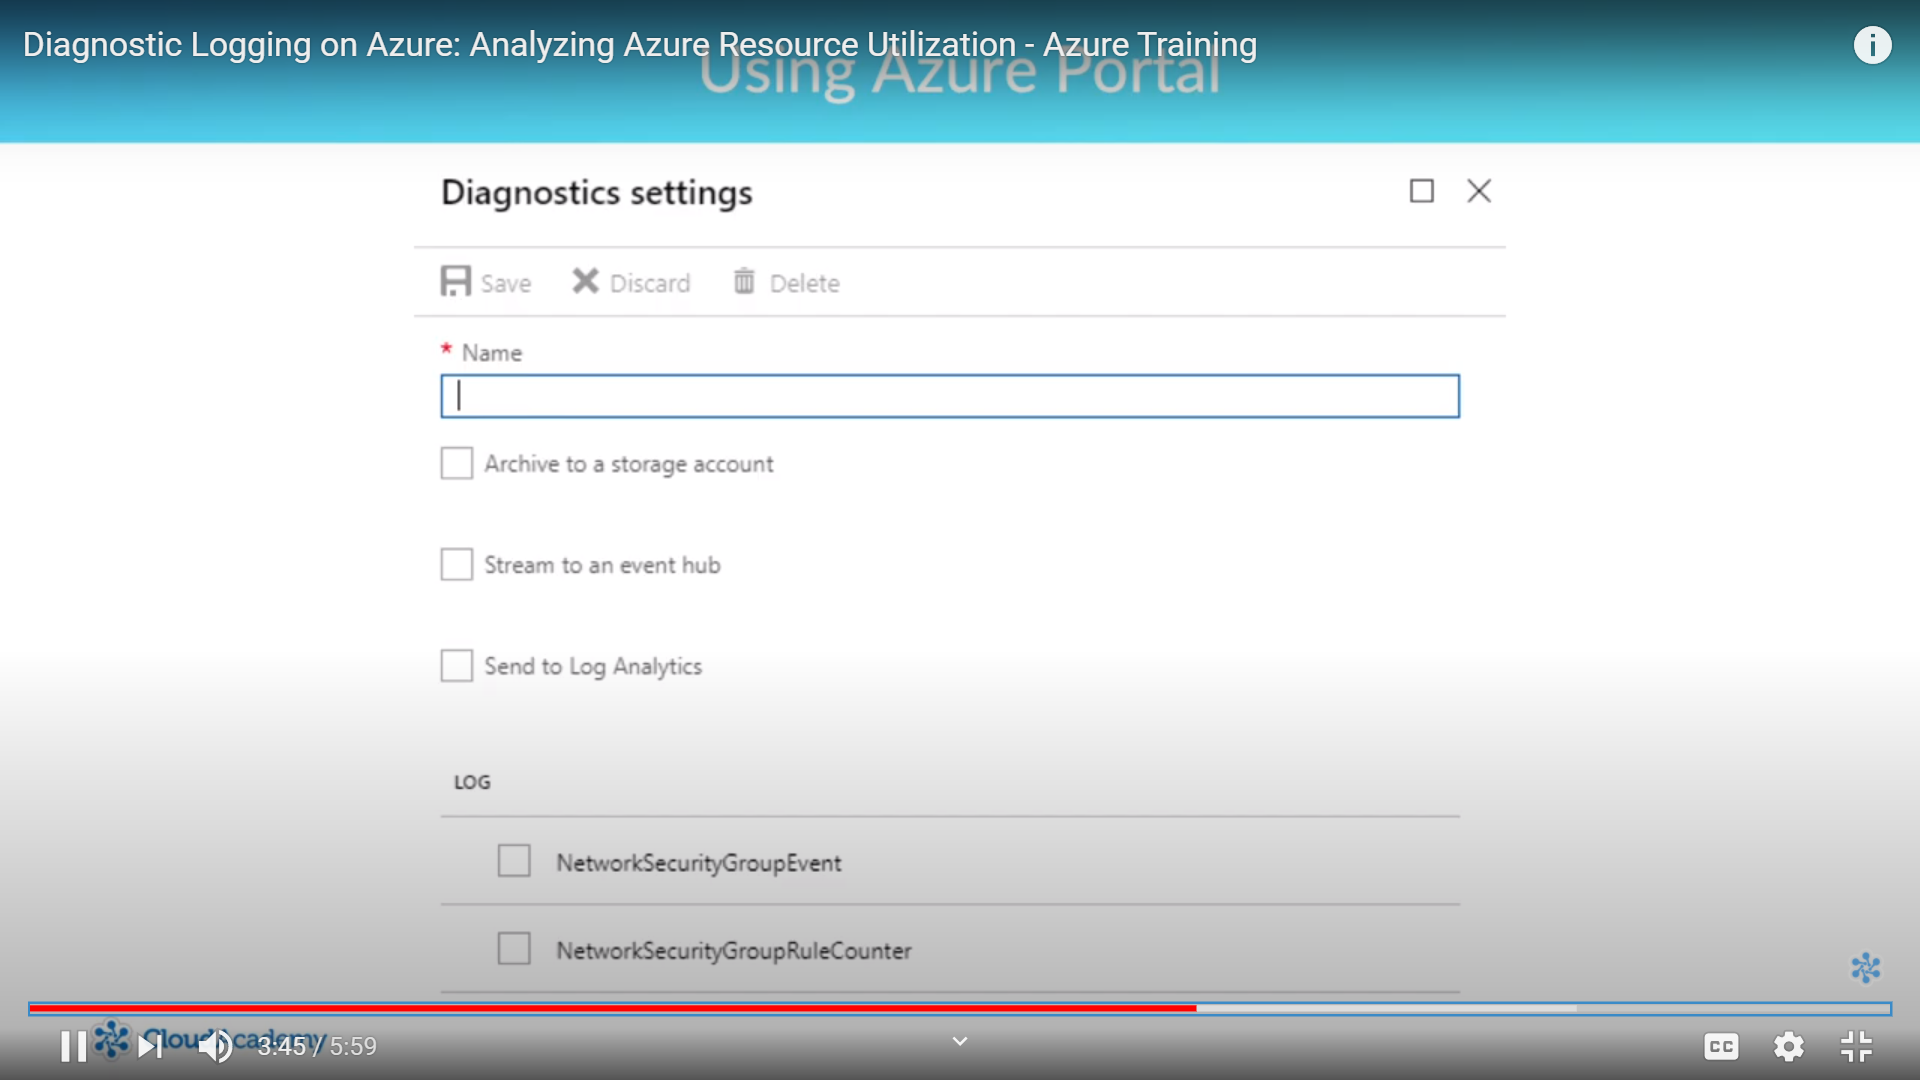 Diagnostic Logging on Azure: Analyzing Azure Resource Utilization - Azure Training
Using Azure Portal
Diagnostics settings
Save Discard Delete
* Name
Archive to a storage account
Stream to an event hub
Send to Log Analytics
LOG
NetworkSecurityGroupEvent
NetworkSecurityGroupRuleCounter
CloudAcademy
3:45 / 5:59
CC